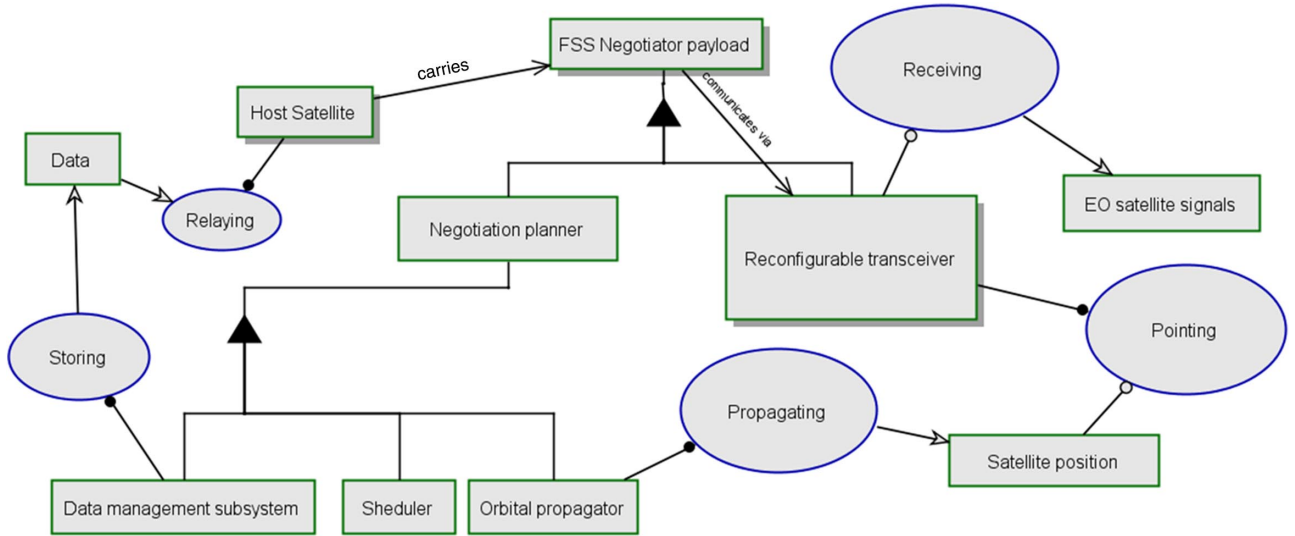 FSS Negotiator payload
Receiving
carries
communicates via
Host Satellite
Data
Relaying
EO satellite signals
Negotiation planner
Reconfigurable transceiver
Storing
Pointing
Propagating
Satellite position
Data management subsystem
Sheduler
Orbital propagator